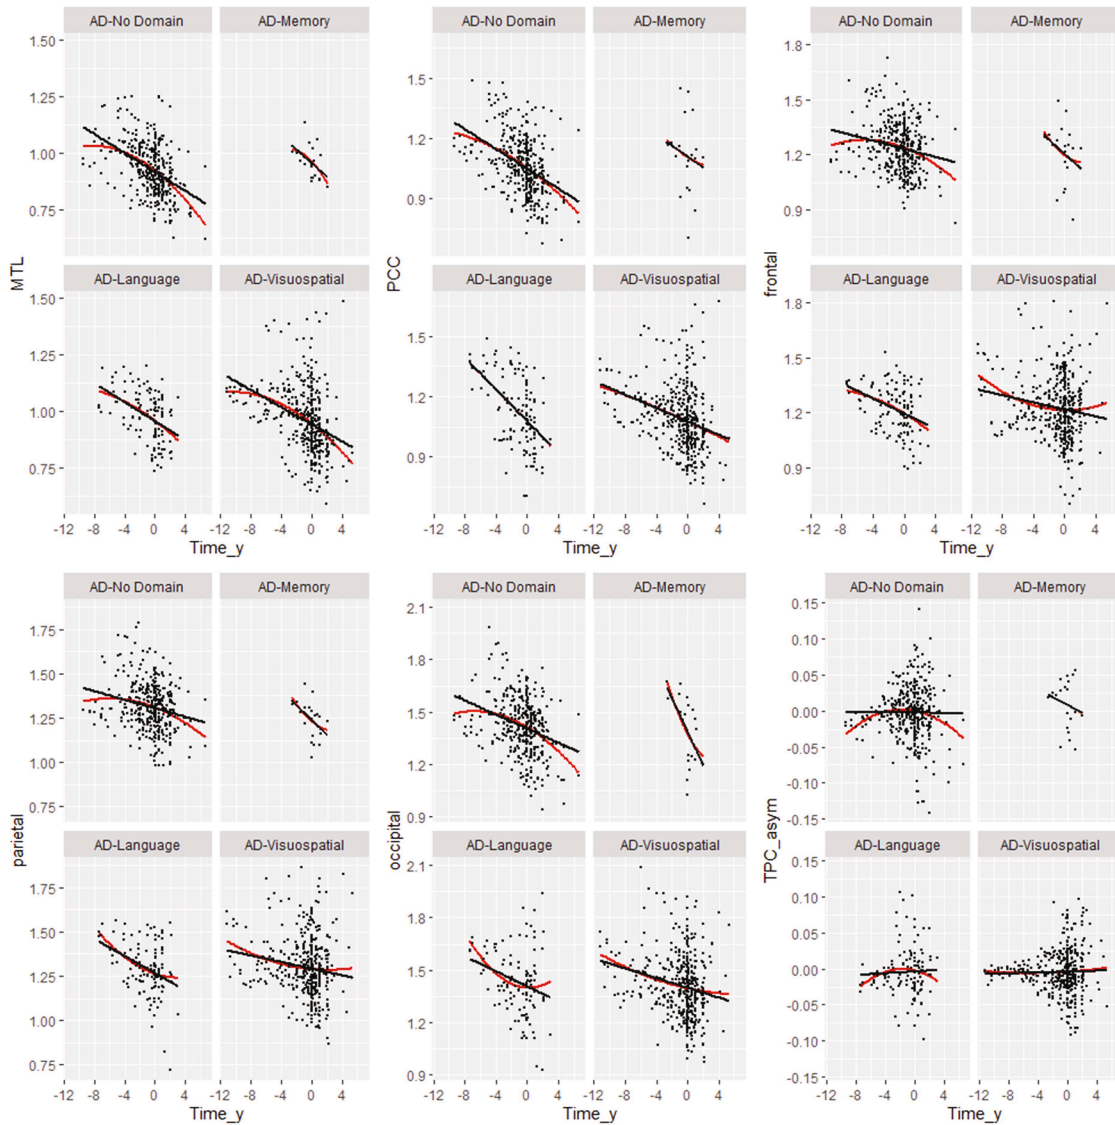 AD-No Domain AD-Memory
1.50
1.25
1.00
0.75
AD-Language AD-Visuospatial
1.50
1.25
1.00
0.75
MTL
-12 -8 -4 0 4 -12 -8 -4 0 4
Time_y
AD-No Domain AD-Memory
1.5
1.2
0.9
AD-Language AD-Visuospatial
1.5
1.2
0.9
PCC
-12 -8 -4 0 4 -12 -8 -4 0 4
Time_y
AD-No Domain AD-Memory
1.8
1.5
1.2
0.9
AD-Language AD-Visuospatial
1.8
1.5
1.2
0.9
frontal
-12 -8 -4 0 4 -12 -8 -4 0 4
Time_y
AD-No Domain AD-Memory
1.75
1.50
1.25
1.00
0.75
AD-Language AD-Visuospatial
1.75
1.50
1.25
1.00
0.75
parietal
-12 -8 -4 0 4 -12 -8 -4 0 4
Time_y
AD-No Domain AD-Memory
2.1
1.8
1.5
1.2
0.9
AD-Language AD-Visuospatial
2.1
1.8
1.5
1.2
0.9
occipital
-12 -8 -4 0 4 -12 -8 -4 0 4
Time_y
AD-No Domain AD-Memory
0.15
0.10
0.05
0.00
-0.05
-0.10
-0.15
AD-Language AD-Visuospatial
0.15
0.10
0.05
0.00
-0.05
-0.10
-0.15
TPC_asym
-12 -8 -4 0 4 -12 -8 -4 0 4
Time_y